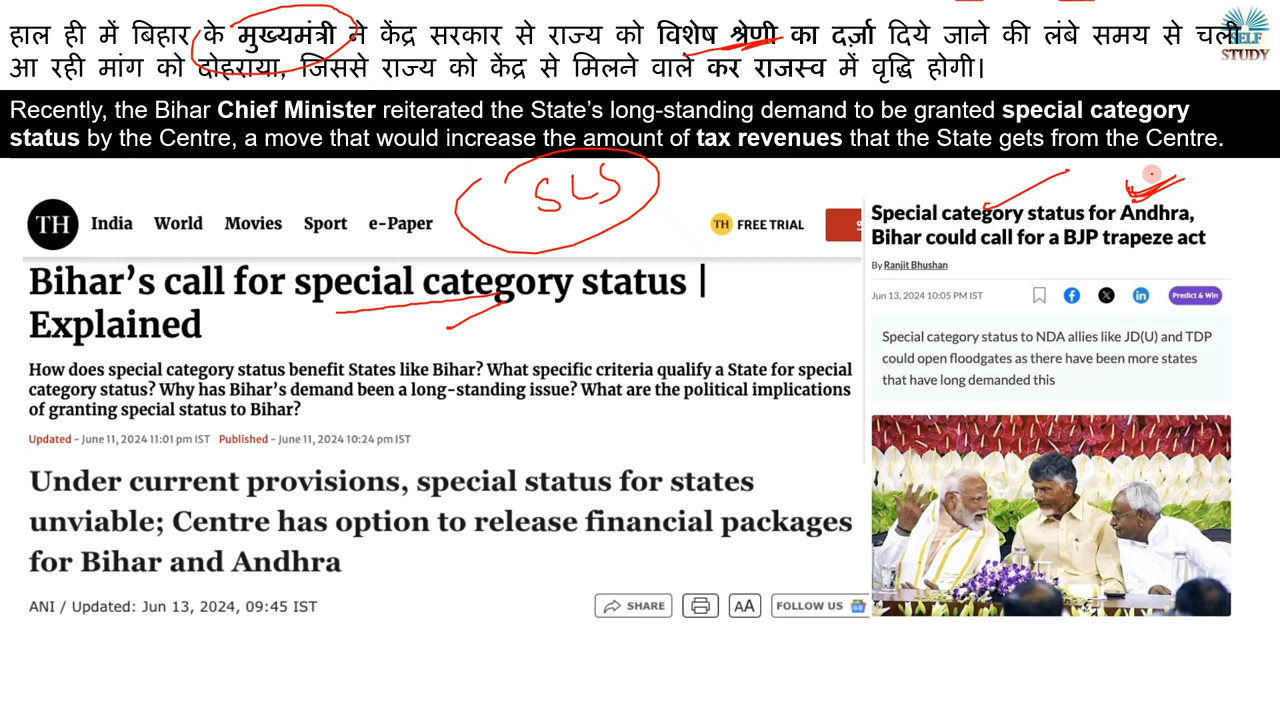 हाल ही में बिहार के मुख्यमंत्री ने केंद्र सरकार से राज्य को विशेष श्रेणी का दर्ज़ा दिये जाने की लंबे समय से चली
आ रही मांग को दोहराया, जिससे राज्य को केंद्र से मिलने वाले कर राजस्व में वृद्धि होगी।
SELF
STUDY
Recently, the Bihar Chief Minister reiterated the State’s long-standing demand to be granted special category
status by the Centre, a move that would increase the amount of tax revenues that the State gets from the Centre.
SLS
TH India World Movies Sport e-Paper
TH FREE TRIAL
Bihar’s call for special category status |
Explained
How does special category status benefit States like Bihar? What specific criteria qualify a State for special
category status? Why has Bihar’s demand been a long-standing issue? What are the political implications
of granting special status to Bihar?
Updated - June 11, 2024 11:01 pm IST Published - June 11, 2024 10:24 pm IST
Under current provisions, special status for states
unviable; Centre has option to release financial packages
for Bihar and Andhra
ANI / Updated: Jun 13, 2024, 09:45 IST
SHARE AA FOLLOW US
Special category status for Andhra,
Bihar could call for a BJP trapeze act
By Ranjit Bhushan
Jun 13, 2024 10:05 PM IST
Predict & Win
Special category status to NDA allies like JD(U) and TDP
could open floodgates as there have been more states
that have long demanded this